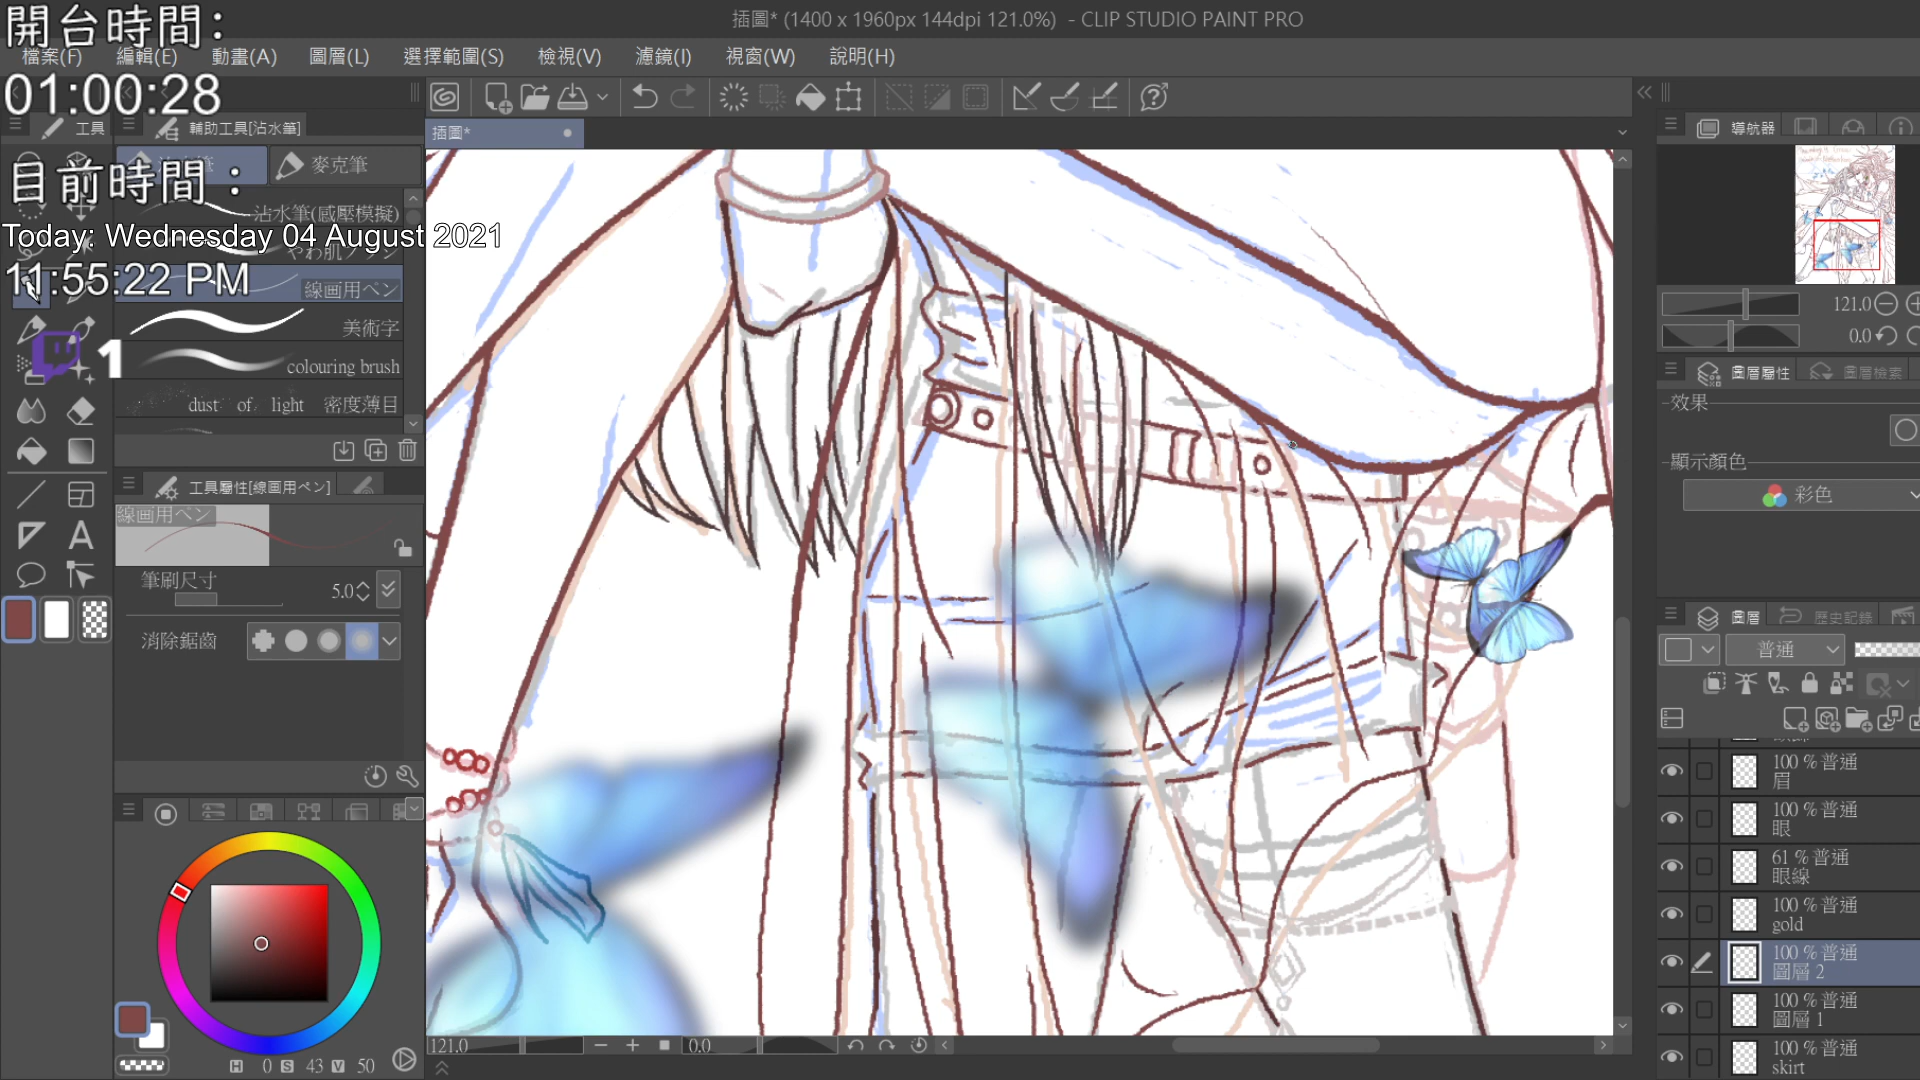 插圖* (1400 x 1960px 144dpi 121.0%)  - CLIP STUDIO PAINT PRO
開台時間：
檔案(F) 編輯(E) 動畫(A) 圖層(L) 選擇範圍(S) 檢視(V) 濾鏡(I) 視窗(W) 說明(H)
01:00:28
工具
輔助工具[沾水筆]
插圖*
導航器
目前時間：
麥克筆
沾水筆(感壓模擬)
Today: Wednesday 04 August 2021
11:55:22 PM
線画用ペン
美術字
1
colouring brush
dust of light 密度薄目
121.0
0.0
圖層屬性 圖層檢索
效果
顯示顏色
彩色
工具屬性[線画用ペン]
線画用ペン
筆刷尺寸
5.0
消除鋸齒
圖層 歷史記錄
普通
100 %普通
眉
100 %普通
眼
61 %普通
眼線
100 %普通
gold
100 %普通
圖層 2
100 %普通
圖層 1
100 %普通
skirt
121.0
0.0
H 0 S 43 V 50